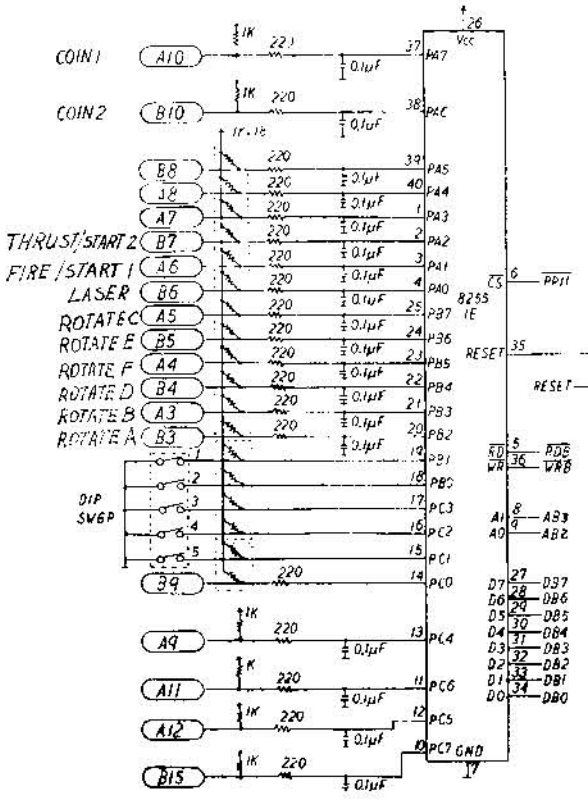 26
Vcc
1K
220
COIN1
A10
0.1µF
37
PA7
1K
220
COIN2
B10
0.1µF
38
PA6
1K×18
220
B8
0.1µF
39
PA5
220
A8
0.1µF
40
PA4
220
A7
0.1µF
1
PA3
220
THRUST/START 2
B7
0.1µF
2
PA2
220
FIRE/START 1
A6
0.1µF
3
PA1
220
LASER
B6
0.1µF
4
PA0
220
ROTATE C
A5
0.1µF
25
PB7
220
ROTATE E
B5
0.1µF
24
PB6
220
ROTATE F
A4
0.1µF
23
PB5
220
ROTATE D
B4
0.1µF
22
PB4
220
ROTATE B
A3
0.1µF
21
PB3
220
ROTATE A
B3
0.1µF
20
PB2
DIP
SW6P
1
19
PB1
2
18
PB0
3
17
PC3
4
16
PC2
5
15
PC1
B9
220
14
PC0
1K
A9
220
0.1µF
13
PC4
1K
A11
220
0.1µF
11
PC6
1K
A12
220
0.1µF
12
PC5
1K
B15
220
0.1µF
10
PC7
GND
7
8255
1E
CS
6
RESET
35
RESET
RD
5
WR
36
WRB
A1
8
AB3
A0
9
AB2
D7
27
DB7
D6
28
DB6
D5
29
DB5
D4
30
DB4
D3
31
DB3
D2
32
DB2
D1
33
DB1
D0
34
DB0